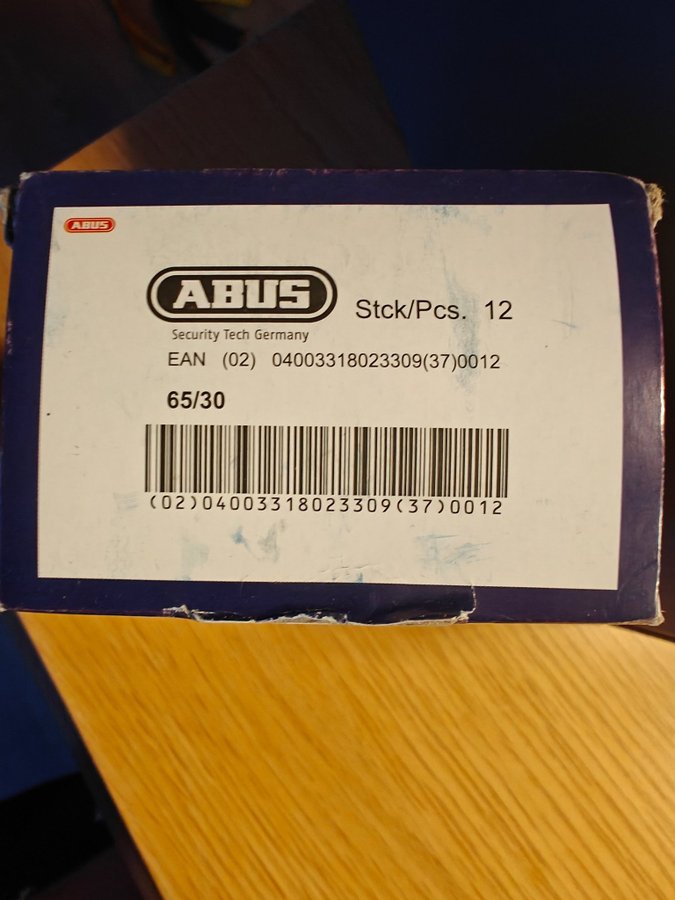 ABUS
ABUS Stck/Pcs. 12
Security Tech Germany
EAN (02) 04003318023309(37)0012
65/30
(02)04003318023309(37)0012